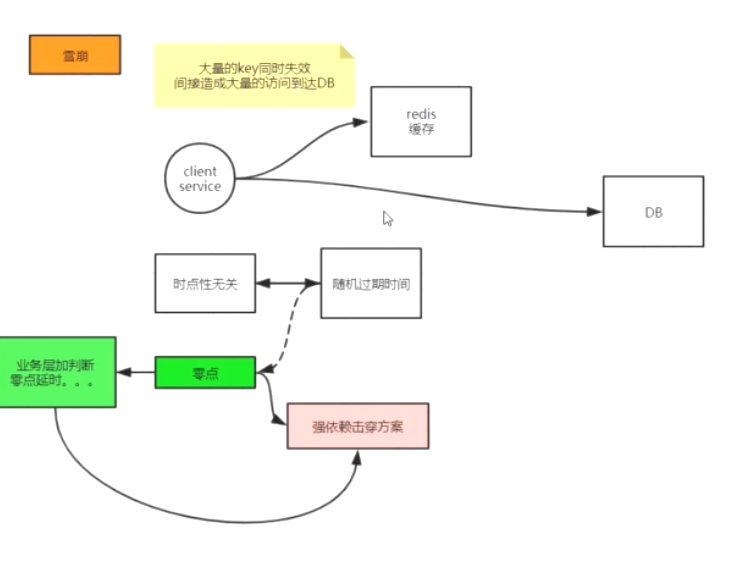 雪崩
大量的key同时失效
间接造成大量的访问到达DB
redis
缓存
client
service
DB
时点性无关
随机过期时间
业务层加判断
零点延时。。。
零点
强依赖击穿方案